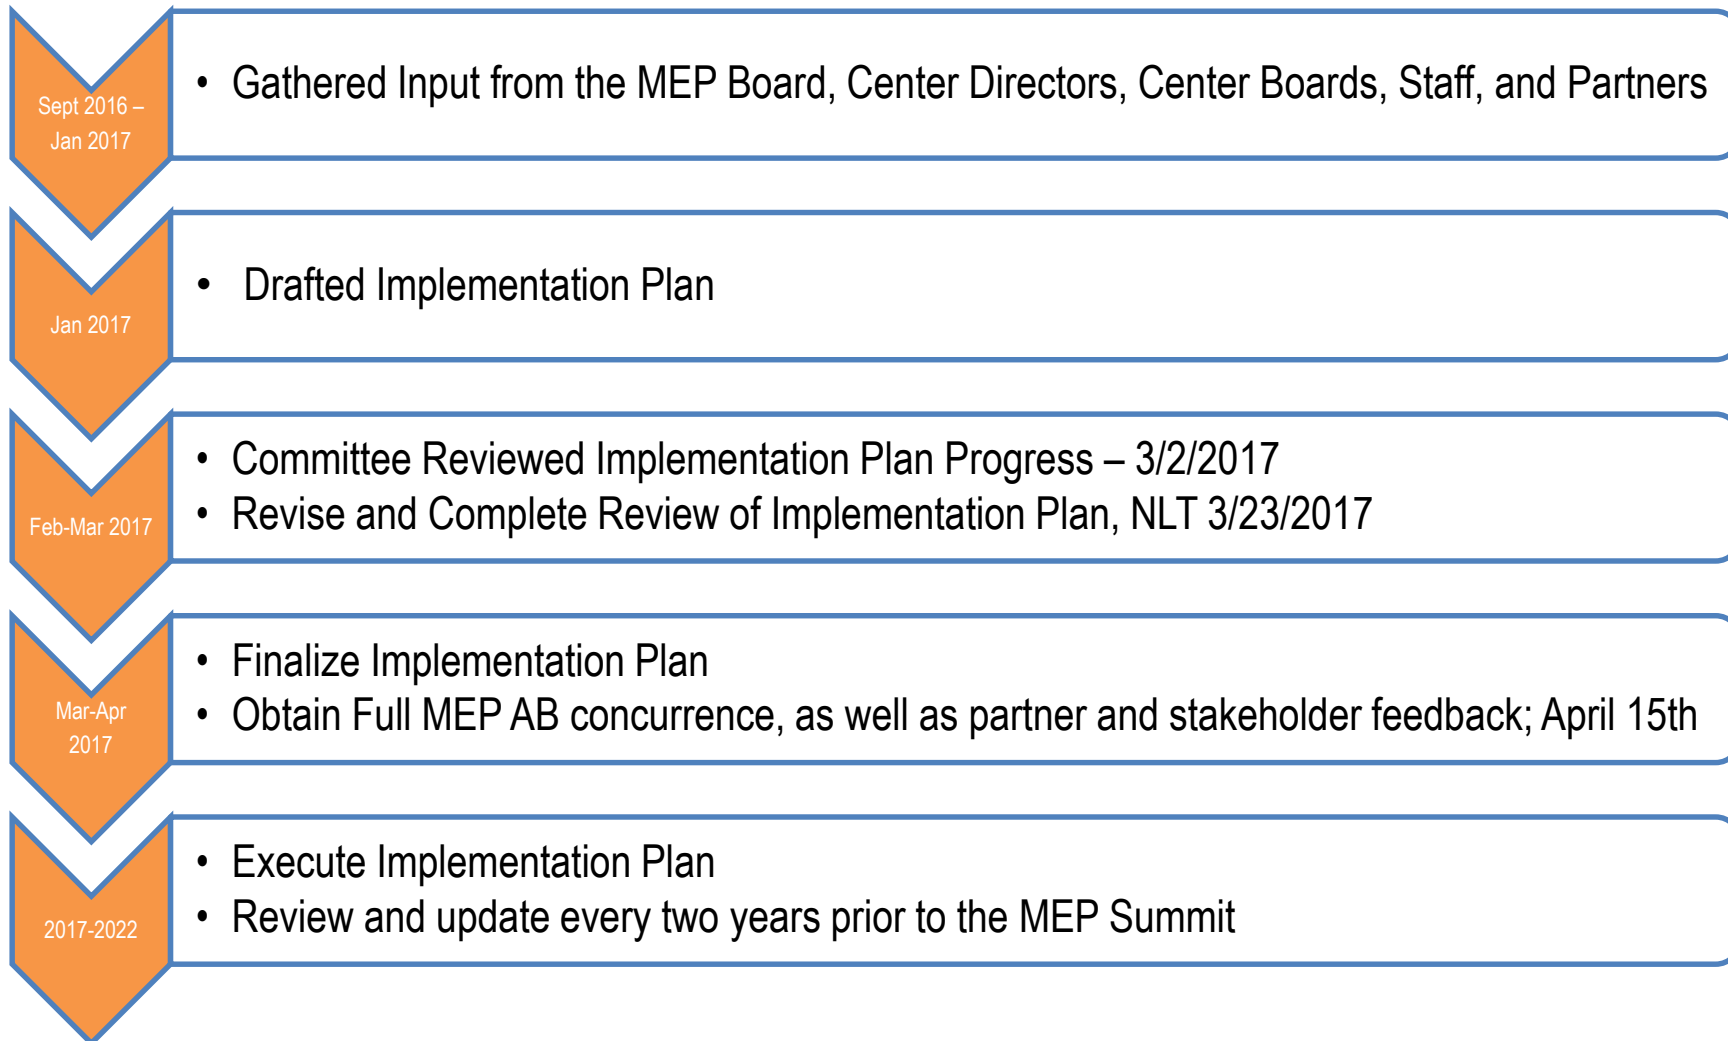 Sept 2016 –
Jan 2017
• Gathered Input from the MEP Board, Center Directors, Center Boards, Staff, and Partners
Jan 2017
• Drafted Implementation Plan
Feb-Mar 2017
• Committee Reviewed Implementation Plan Progress – 3/2/2017
• Revise and Complete Review of Implementation Plan, NLT 3/23/2017
Mar-Apr
2017
• Finalize Implementation Plan
• Obtain Full MEP AB concurrence, as well as partner and stakeholder feedback; April 15th
2017-2022
• Execute Implementation Plan
• Review and update every two years prior to the MEP Summit